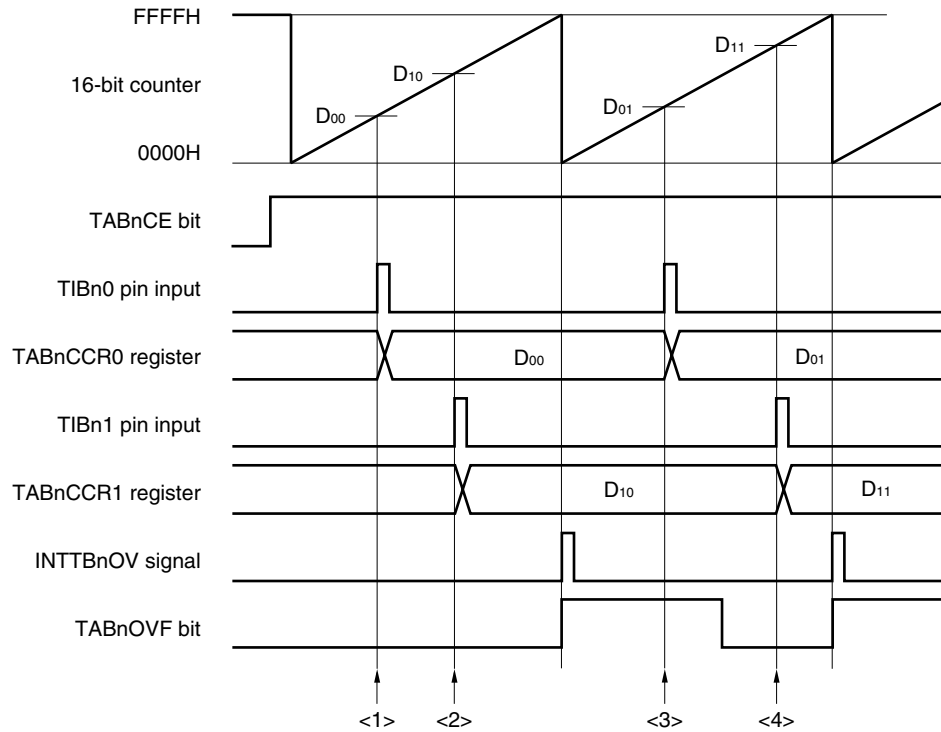 FFFFH
D11
D10
16-bit counter
D00
D01
0000H
TABnCE bit
TIBn0 pin input
TABnCCR0 register
D00
D01
TIBn1 pin input
TABnCCR1 register
D10
D11
INTTBnOV signal
TABnOVF bit
<1>
<2>
<3>
<4>